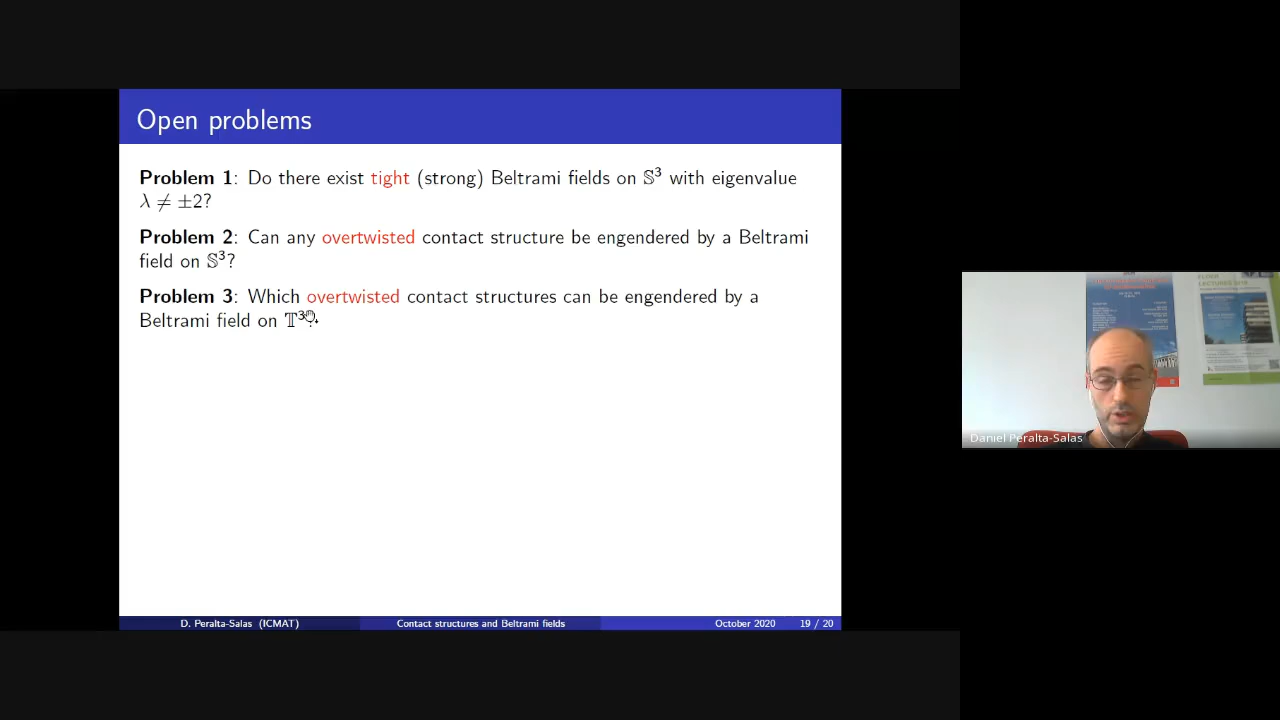 Open problems
Problem 1: Do there exist tight (strong) Beltrami fields on 𝕊³ with eigenvalue
λ ≠ ±2?
Problem 2: Can any overtwisted contact structure be engendered by a Beltrami
field on 𝕊³?
Problem 3: Which overtwisted contact structures can be engendered by a
Beltrami field on 𝕋³
D. Peralta-Salas (ICMAT)
Contact structures and Beltrami fields
October 2020
19 / 20
LECTURES
Daniel Peralta-Salas